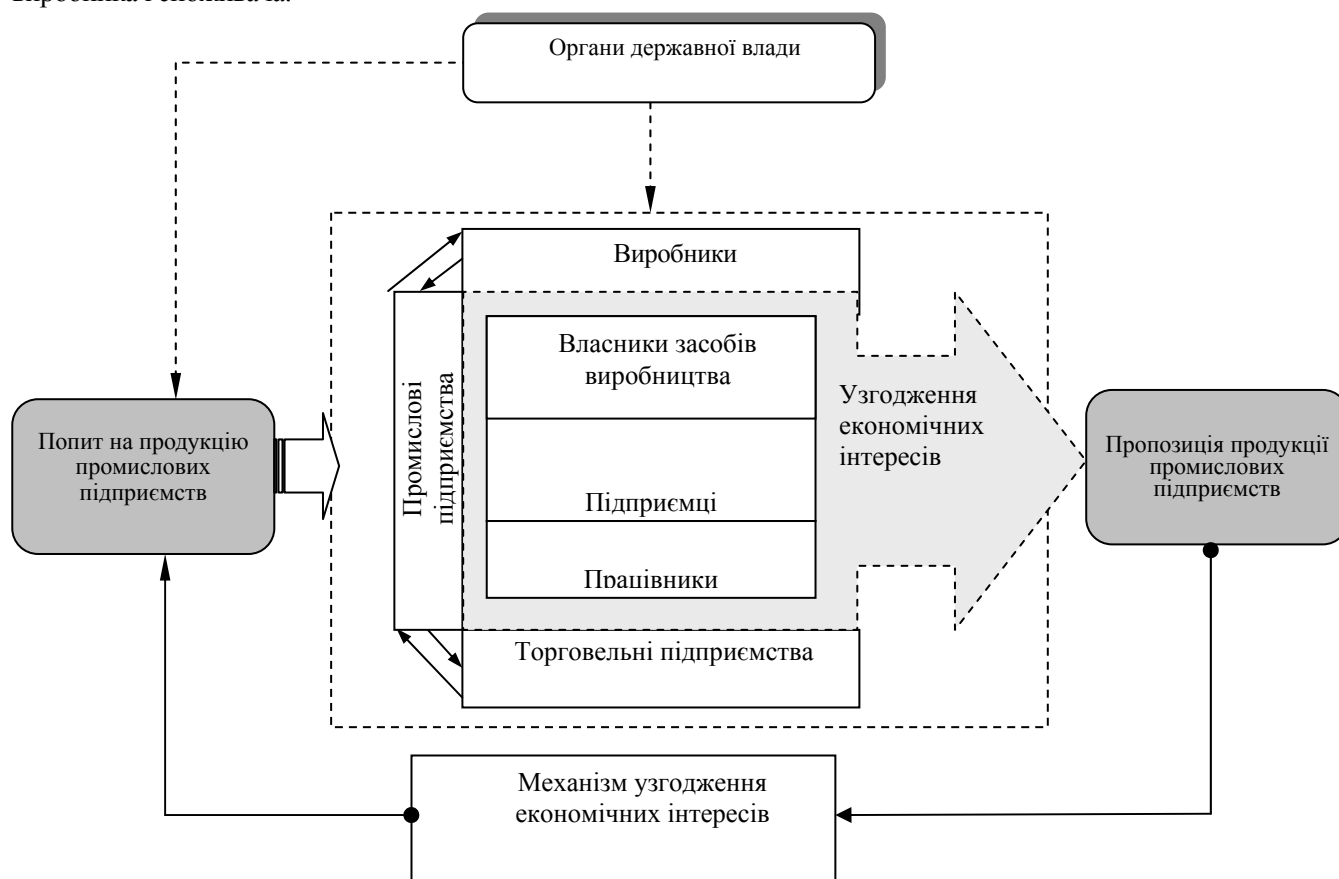 Органи державної влади
Виробники
Власники засобів
виробництва
Підприємці
Працівники
Промислові
підприємства
Узгодження
економічних
інтересів
Попит на продукцію
промислових
підприємств
Пропозиція продукції
промислових
підприємств
Торговельні підприємства
Механізм узгодження
економічних інтересів